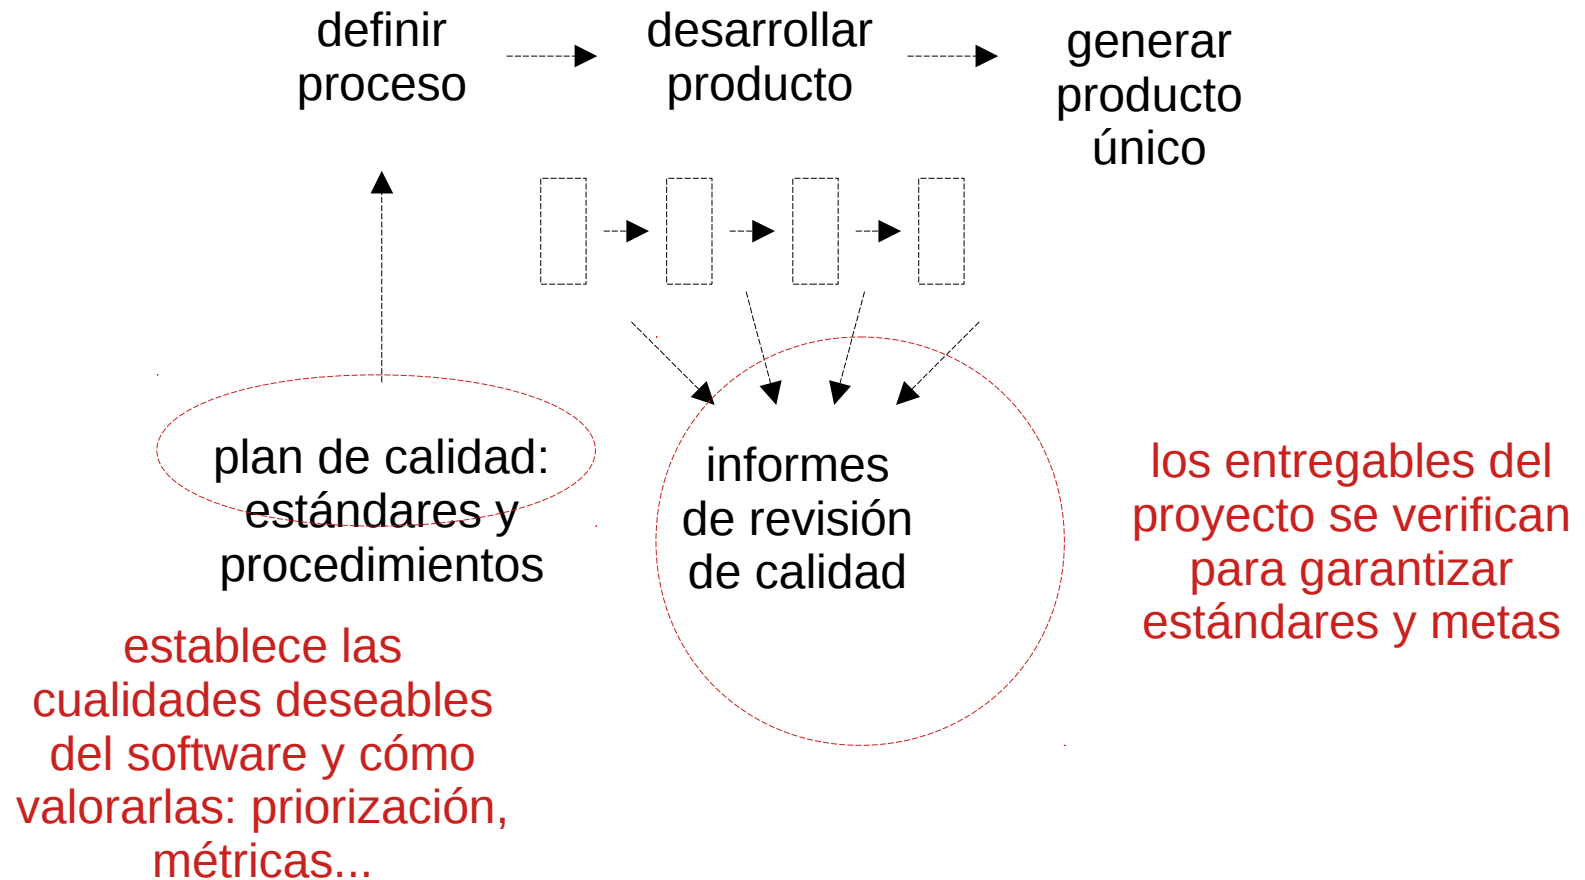 definir
proceso
desarrollar
producto
generar
producto
único
plan de calidad:
estándares y
procedimientos
informes
de revisión
de calidad
los entregables del
proyecto se verifican
para garantizar
estándares y metas
establece las
cualidades deseables
del software y cómo
valorarlas: priorización,
métricas...